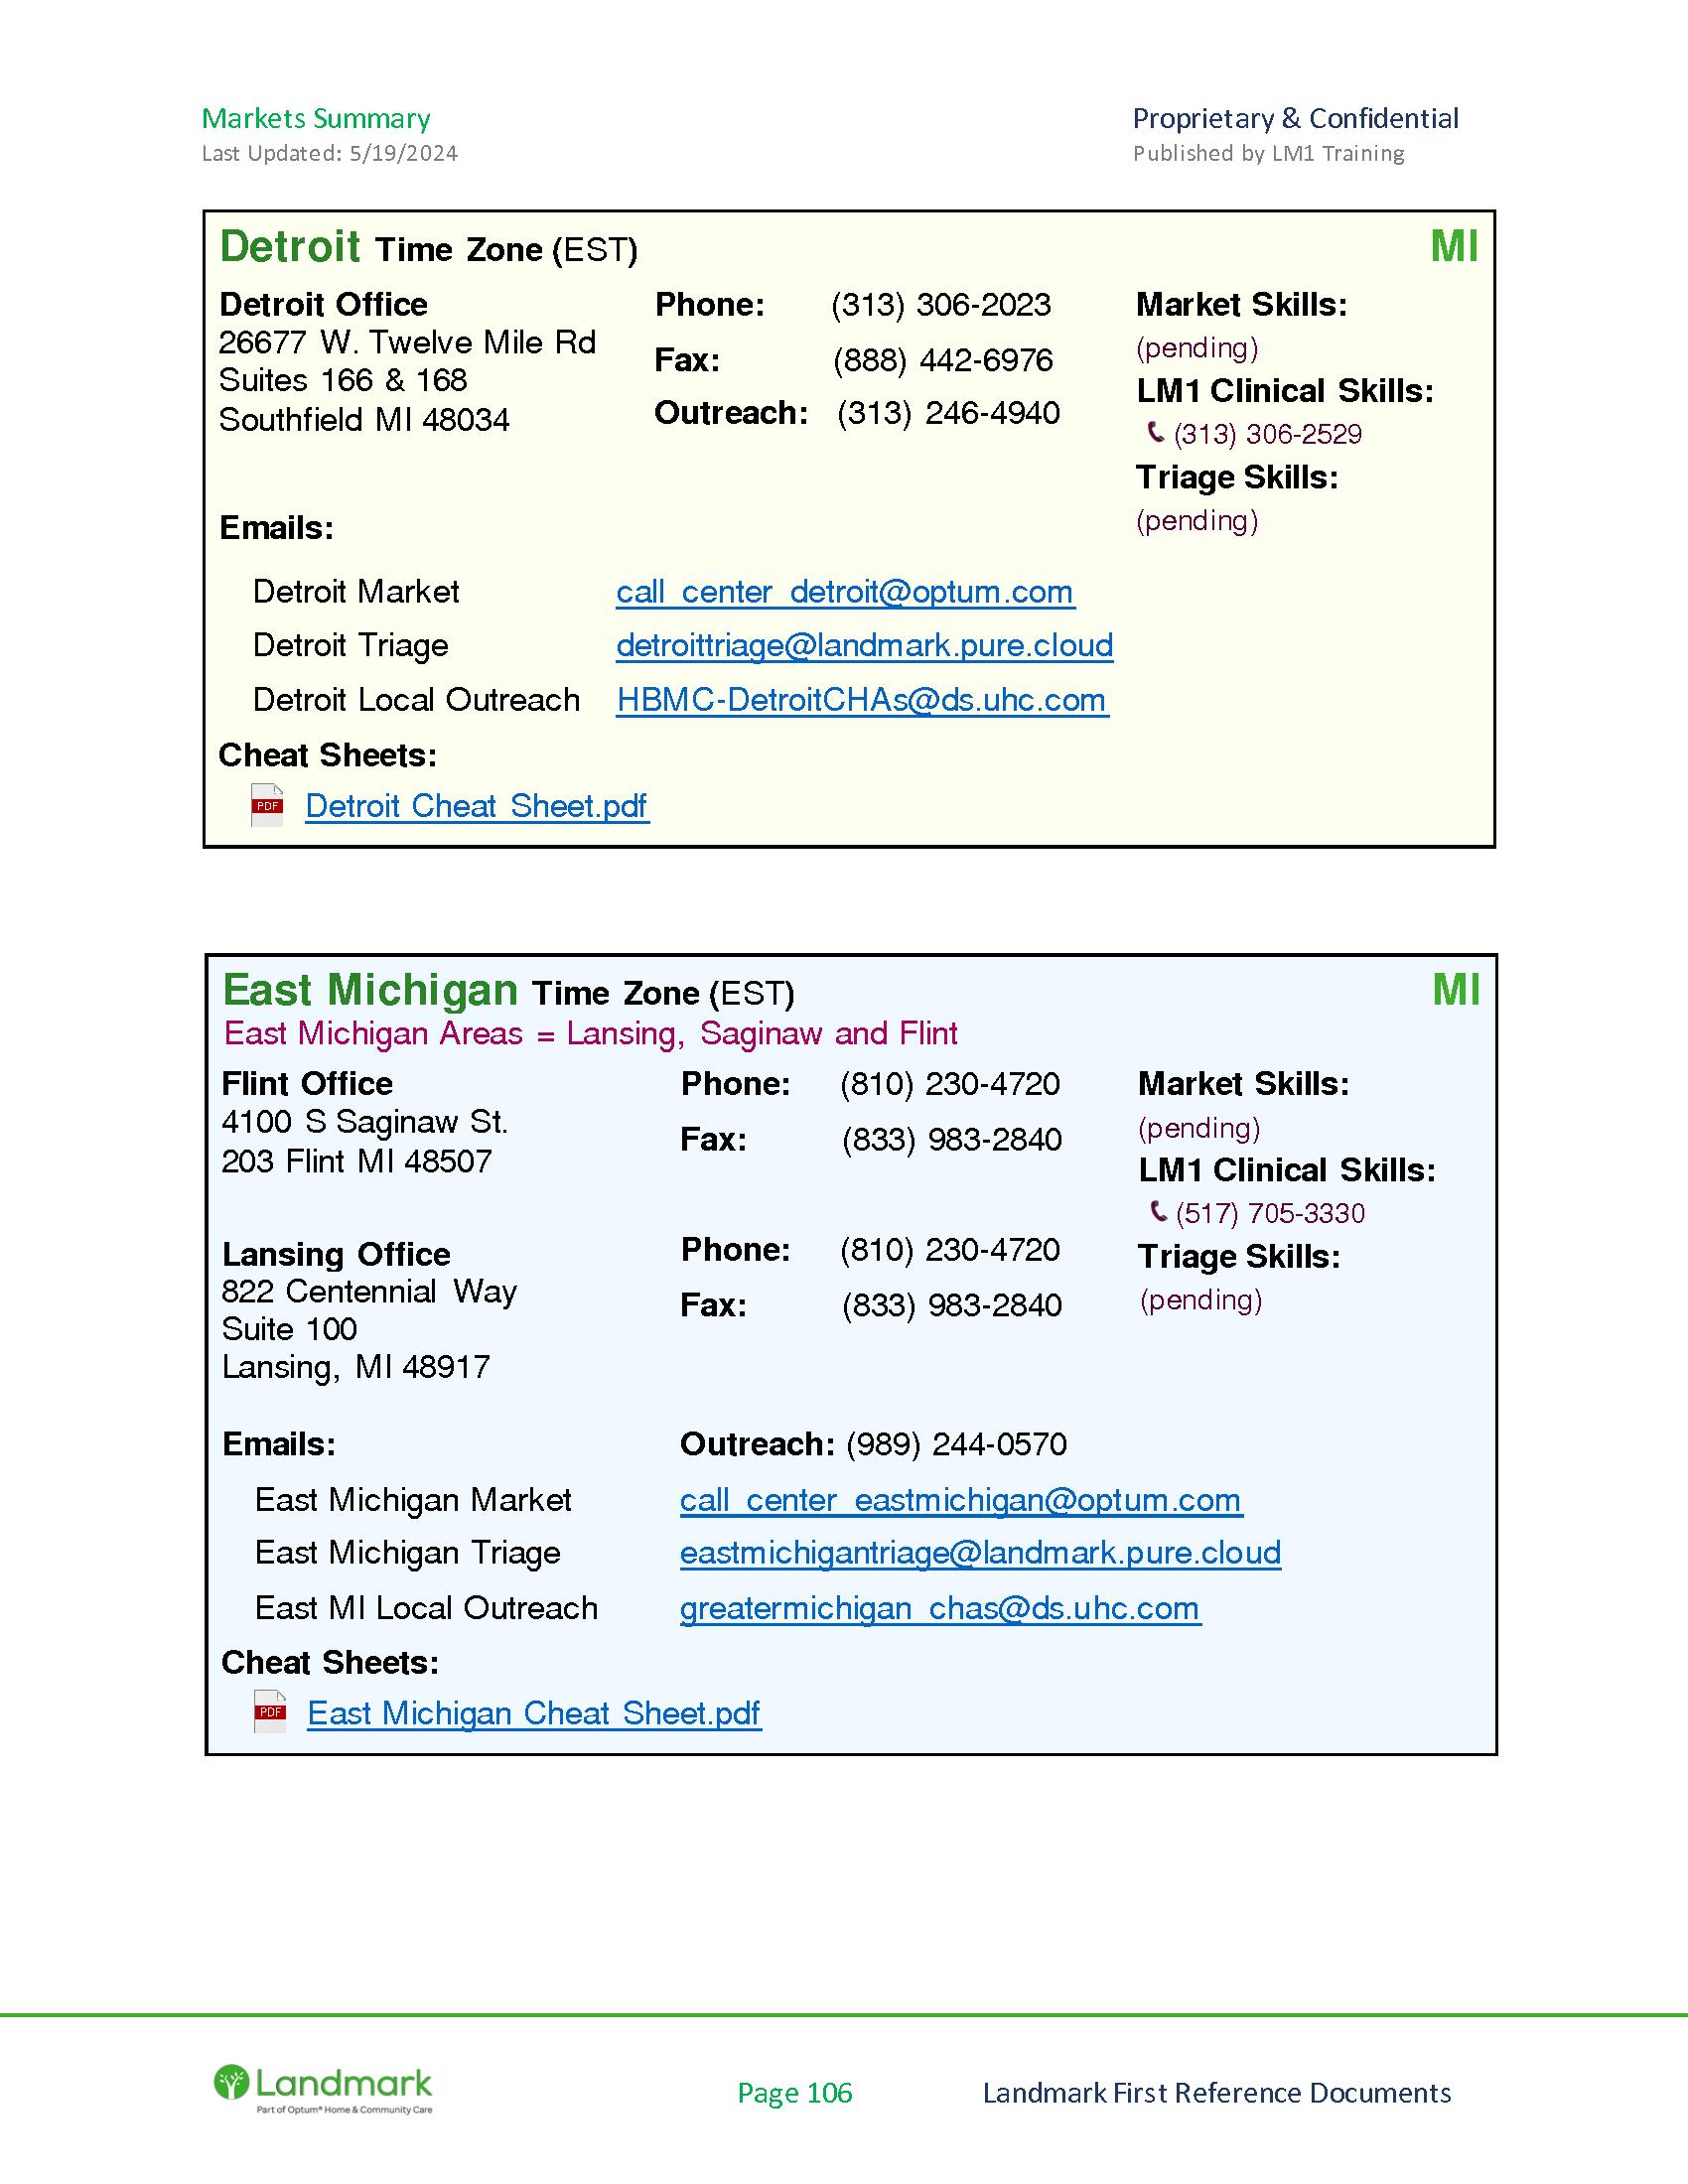 Markets Summary
Proprietary & Confidential
Last Updated: 5/19/2024
Published by LM1 Training
Detroit Time Zone (EST)
MI
Detroit Office
26677 W. Twelve Mile Rd
Suites 166 & 168
Southfield MI 48034
Phone: (313) 306-2023
Fax: (888) 442-6976
Outreach: (313) 246-4940
Market Skills:
(pending)
LM1 Clinical Skills:
(313) 306-2529
Triage Skills:
(pending)
Emails:
Detroit Market call_center_detroit@optum.com
Detroit Triage detroittriage@landmark.pure.cloud
Detroit Local Outreach HBMC-DetroitCHAs@ds.uhc.com
Cheat Sheets:
PDF Detroit Cheat Sheet.pdf
East Michigan Time Zone (EST)
MI
East Michigan Areas = Lansing, Saginaw and Flint
Flint Office
4100 S Saginaw St.
203 Flint MI 48507
Phone: (810) 230-4720
Fax: (833) 983-2840
Lansing Office
822 Centennial Way
Suite 100
Lansing, MI 48917
Phone: (810) 230-4720
Fax: (833) 983-2840
Market Skills:
(pending)
LM1 Clinical Skills:
(517) 705-3330
Triage Skills:
(pending)
Emails:
Outreach: (989) 244-0570
East Michigan Market call_center_eastmichigan@optum.com
East Michigan Triage eastmichigantriage@landmark.pure.cloud
East MI Local Outreach greatermichigan_chas@ds.uhc.com
Cheat Sheets:
PDF East Michigan Cheat Sheet.pdf
Landmark
Part of Optum® Home & Community Care
Page 106
Landmark First Reference Documents